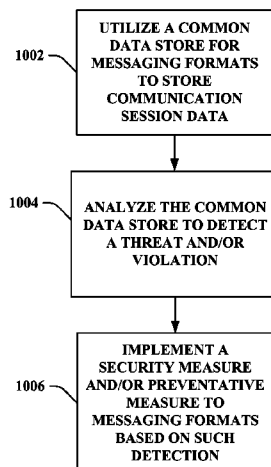 1002
UTILIZE A COMMON
DATA STORE FOR
MESSAGING FORMATS
TO STORE
COMMUNICATION
SESSION DATA
1004
ANALYZE THE COMMON
DATA STORE TO DETECT
A THREAT AND/OR
VIOLATION
1006
IMPLEMENT A
SECURITY MEASURE
AND/OR PREVENTATIVE
MEASURE TO
MESSAGING FORMATS
BASED ON SUCH
DETECTION